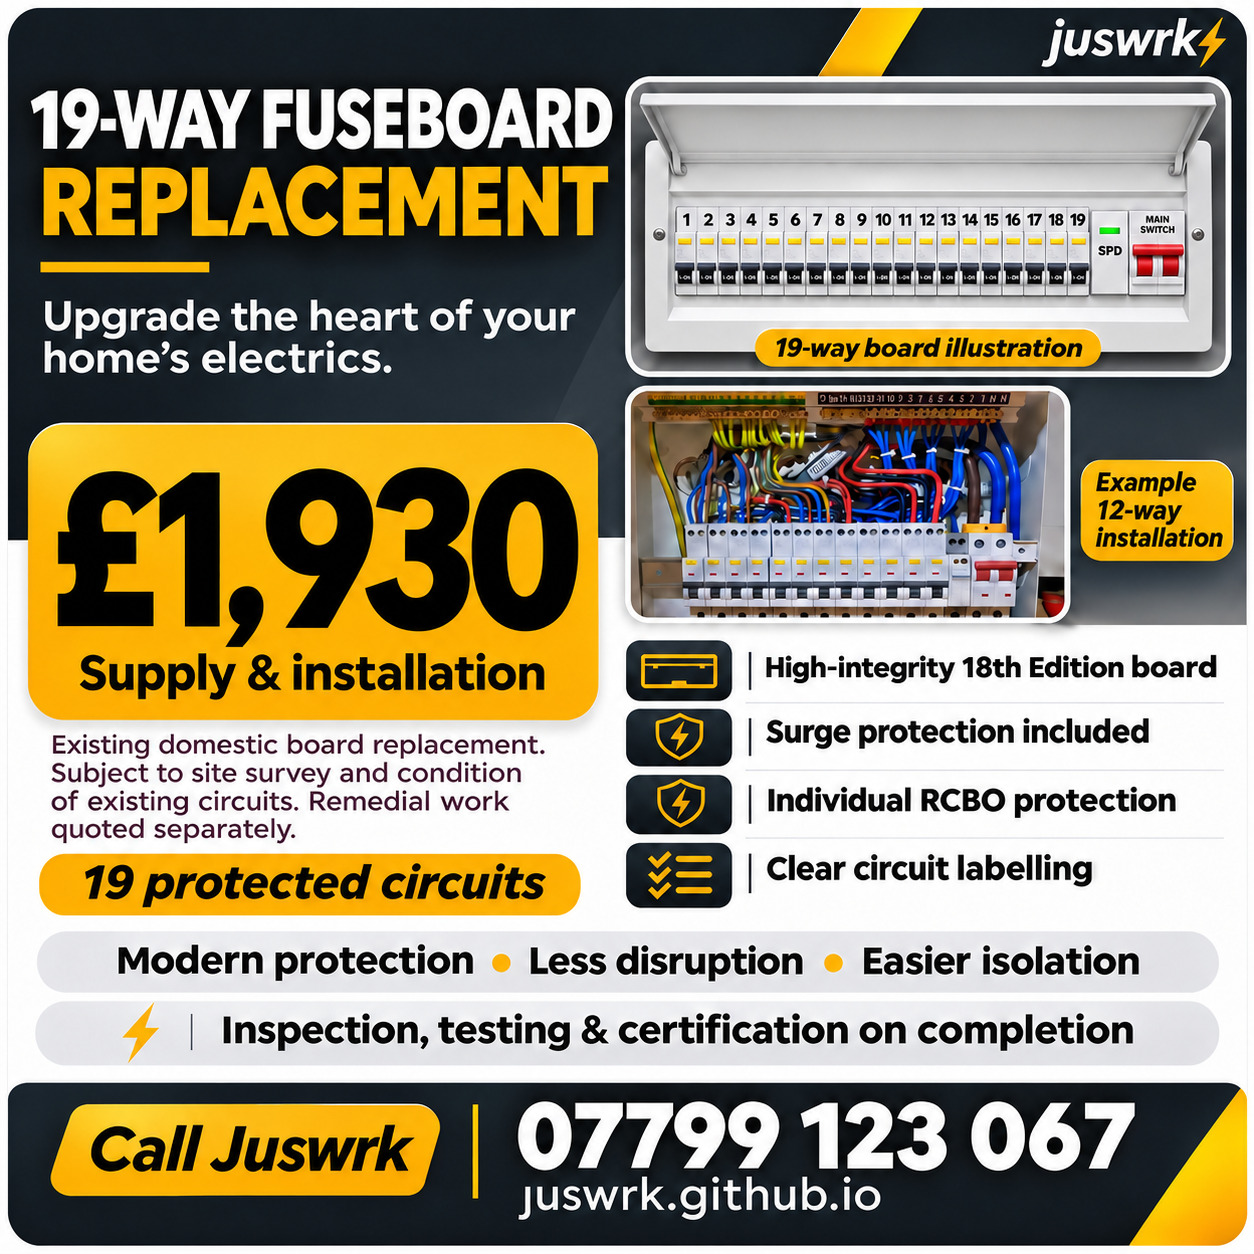 juswrk
19-WAY FUSEBOARD
REPLACEMENT
Upgrade the heart of your
home's electrics.
1 2 3 4 5 6 7 8 9 10 11 12 13 14 15 16 17 18 19
SPD
MAIN
SWITCH
19-way board illustration
Example
12-way
installation
£1,930
Supply & installation
Existing domestic board replacement.
Subject to site survey and condition
of existing circuits. Remedial work
quoted separately.
19 protected circuits
High-integrity 18th Edition board
Surge protection included
Individual RCBO protection
Clear circuit labelling
Modern protection • Less disruption • Easier isolation
Inspection, testing & certification on completion
Call Juswrk
07799 123 067
juswrk.github.io